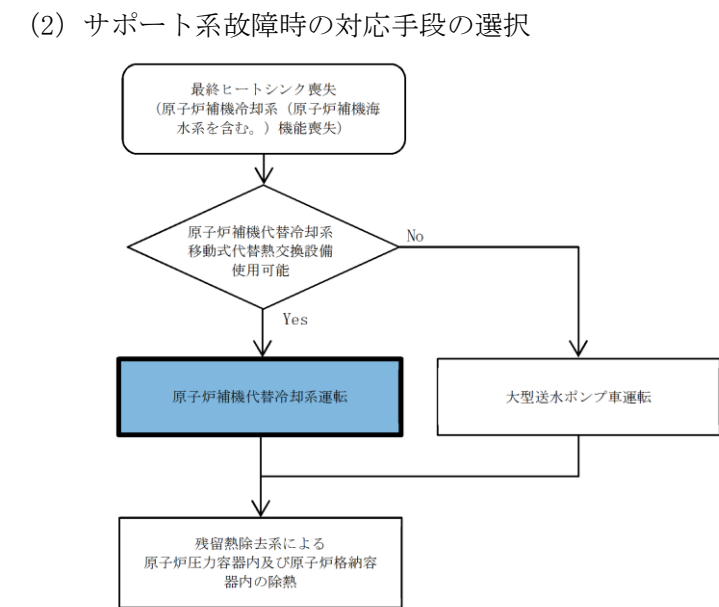 (2) サポート系故障時の対応手段の選択
最終ヒートシンク喪失
(原子炉補機冷却系(原子炉補機海
水系を含む。)機能喪失)
原子炉補機代替冷却系
移動式代替熱交換設備
使用可能
No
Yes
原子炉補機代替冷却系運転
大型送水ポンプ車運転
残留熱除去系による
原子炉圧力容器内及び原子炉格納容
器内の除熱